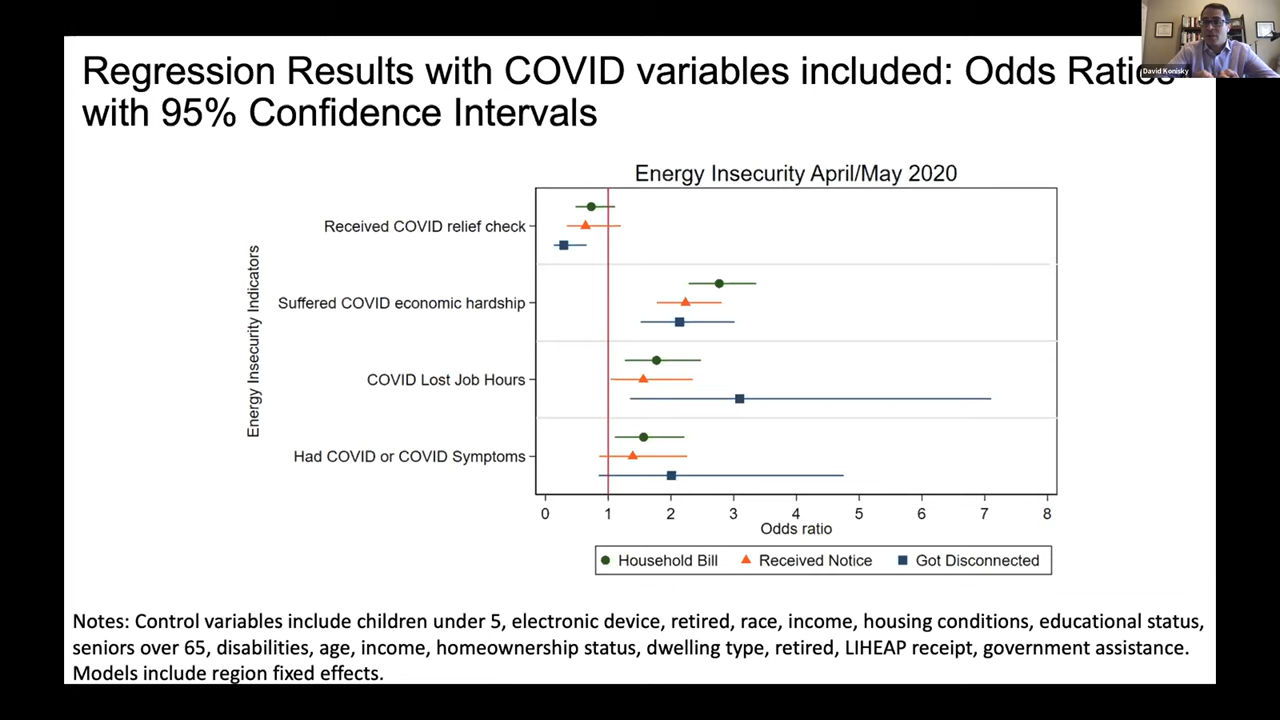 Regression Results with COVID variables included: Odds Ratios
with 95% Confidence Intervals
David Konisky
Energy Insecurity April/May 2020
Energy Insecurity Indicators
Received COVID relief check
Suffered COVID economic hardship
COVID Lost Job Hours
Had COVID or COVID Symptoms
0 1 2 3 4 5 6 7 8
Odds ratio
Household Bill Received Notice Got Disconnected
Notes: Control variables include children under 5, electronic device, retired, race, income, housing conditions, educational status,
seniors over 65, disabilities, age, income, homeownership status, dwelling type, retired, LIHEAP receipt, government assistance.
Models include region fixed effects.